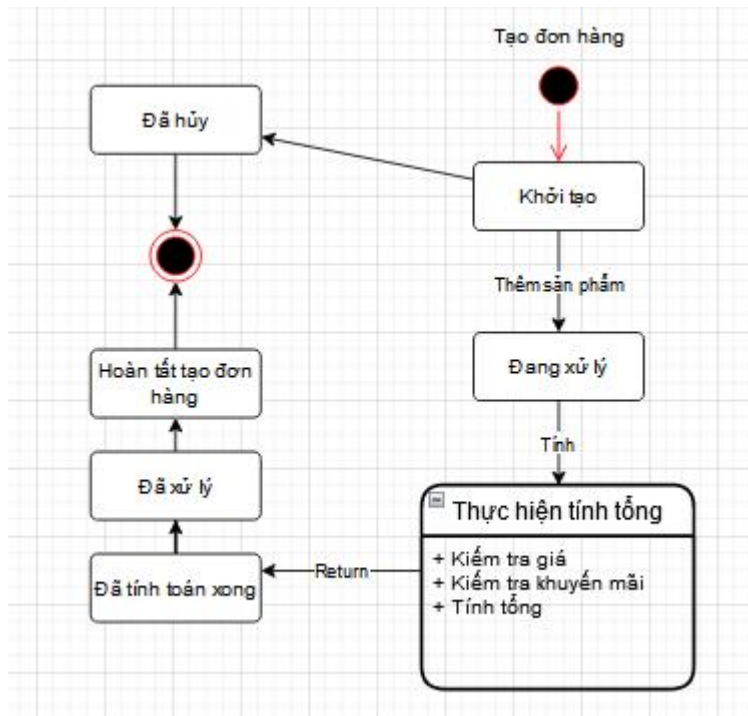 Tạo đơn hàng
Đã hủy
Khởi tạo
Thêm sản phẩm
Đang xử lý
Hoàn tất tạo đơn
hàng
Tính
Đã xử lý
Thực hiện tính tổng
+ Kiểm tra giá
+ Kiểm tra khuyến mãi
+ Tính tổng
Return
Đã tính toán xong